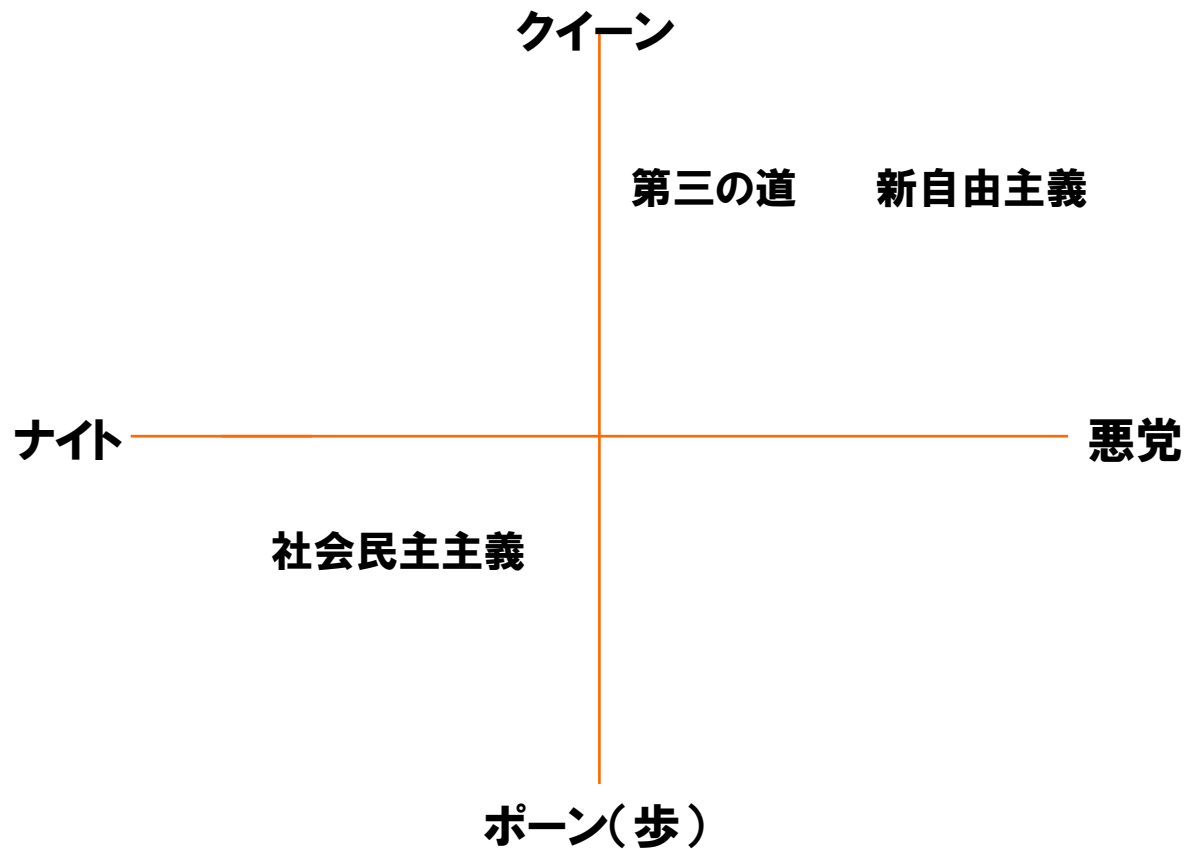 クイーン
第三の道　　新自由主義
ナイト
悪党
社会民主主義
ポーン(歩)